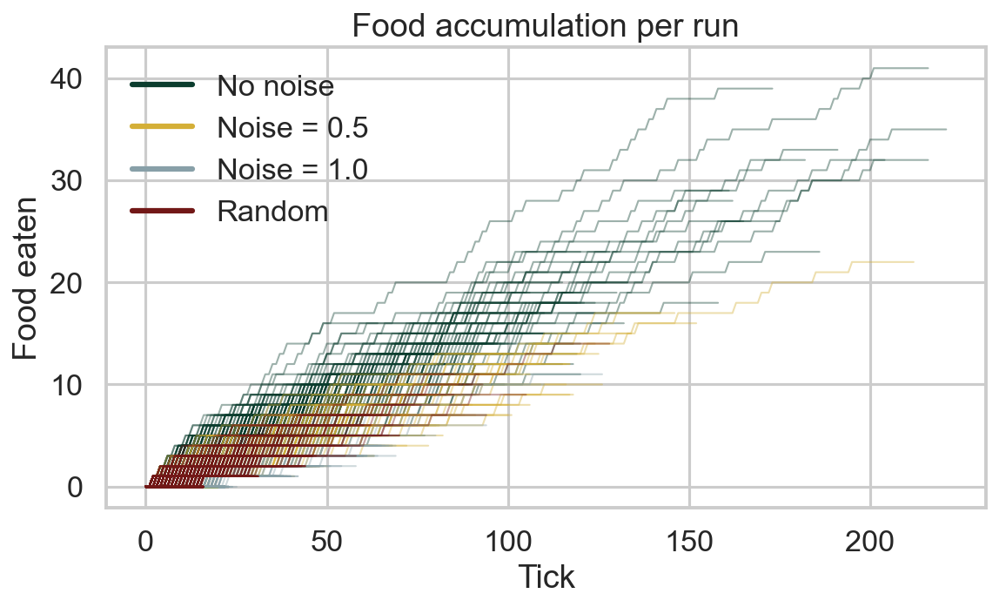 Food accumulation per run
No noise
Noise = 0.5
Noise = 1.0
Random
Food eaten
40
30
20
10
0
0 50 100 150 200
Tick